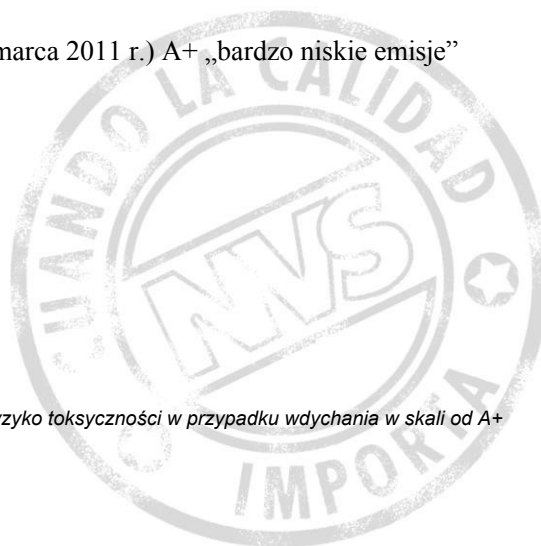 marca 2011 r.) A+ „bardzo niskie emisje”
CUANDO LA CALIDAD
NVS
yzyko toksyczności w przypadku wdychania w skali od A+
IMPORTA